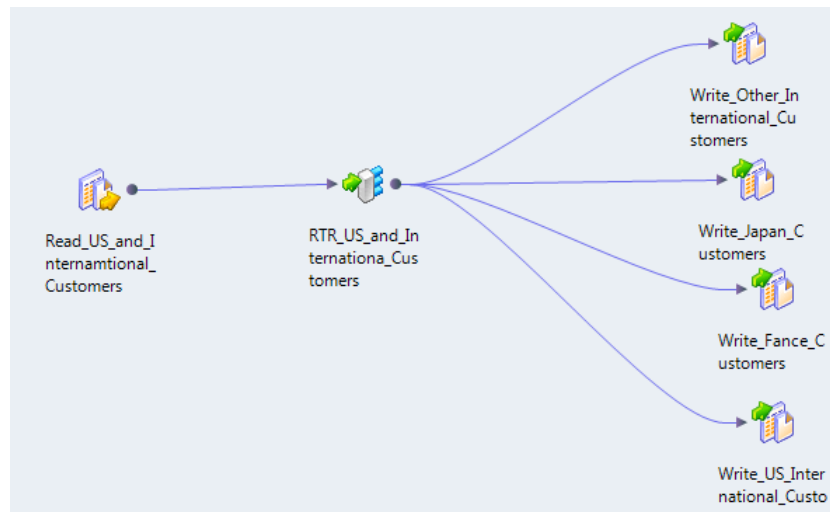 Write_Other_In
ternational_Cu
stomers
Read_US_and_I
nternamtional_
Customers
RTR_US_and_In
ternationa_Cus
tomers
Write_Japan_C
ustomers
Write_Fance_C
ustomers
Write_US_Inter
national_Custo